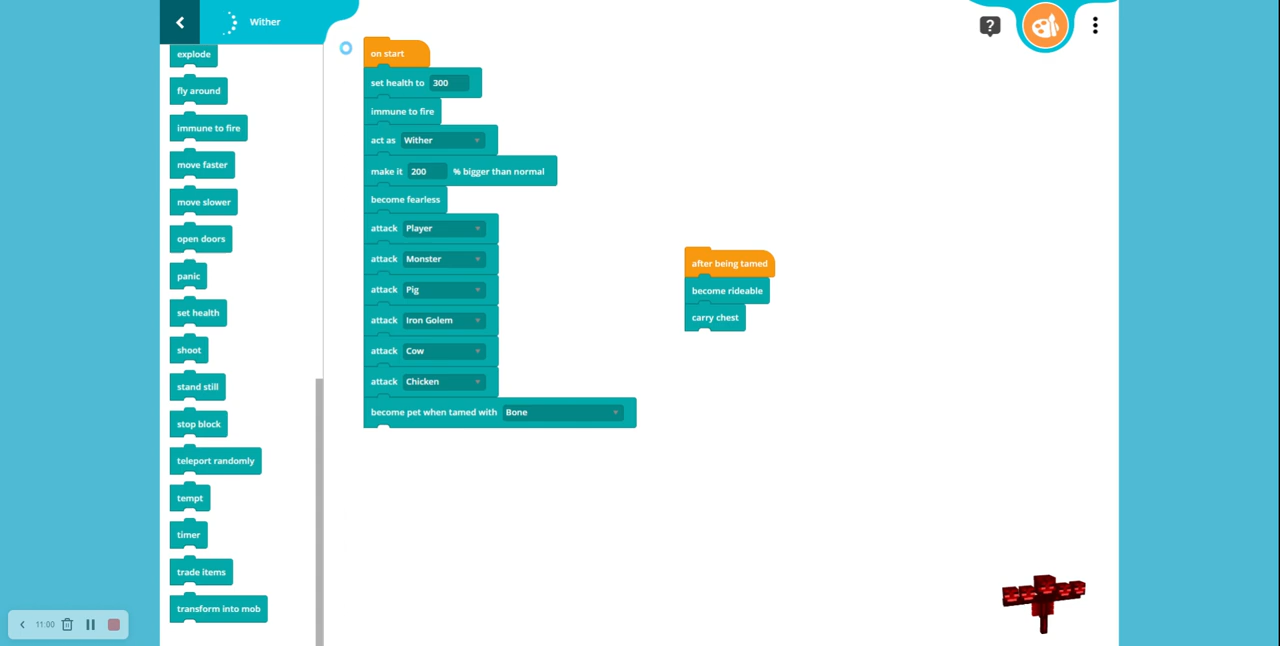 Wither
explode
fly around
immune to fire
move faster
move slower
open doors
panic
set health
shoot
stand still
stop block
teleport randomly
tempt
timer
trade items
transform into mob
11:00
on start
set health to 300
immune to fire
act as Wither
make it 200 % bigger than normal
become fearless
attack Player
attack Monster
attack Pig
attack Iron Golem
attack Cow
attack Chicken
become pet when tamed with Bone
after being tamed
become rideable
carry chest
?